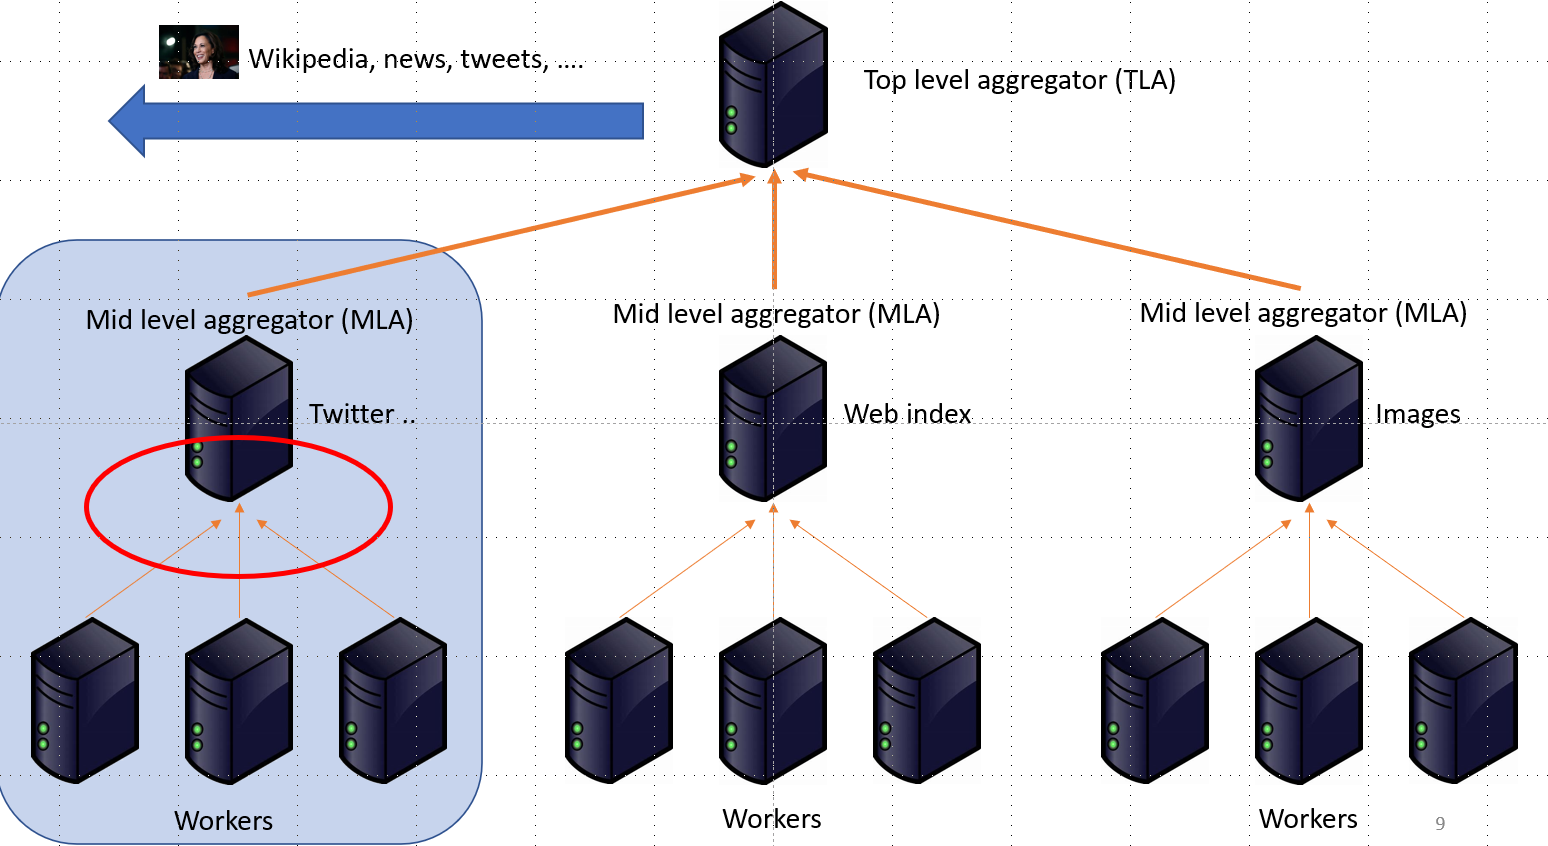 Wikipedia, news, tweets, ....
Top level aggregator (TLA)
Mid level aggregator (MLA)
Mid level aggregator (MLA)
Mid level aggregator (MLA)
Twitter ..
Web index
Images
Workers
Workers
Workers
9